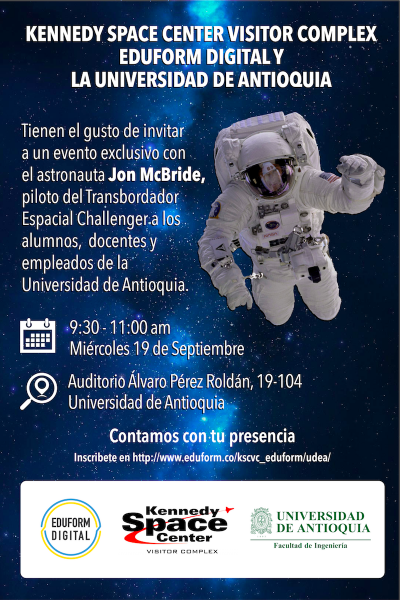 KENNEDY SPACE CENTER VISITOR COMPLEX
EDUFORM DIGITAL Y
LA UNIVERSIDAD DE ANTIOQUIA
Tienen el gusto de invitar
a un evento exclusivo con
el astronauta Jon McBride,
piloto del Transbordador
Espacial Challenger a los
alumnos, docentes y
empleados de la
Universidad de Antioquia.
9:30 - 11:00 am
Miércoles 19 de Septiembre
Auditorio Álvaro Pérez Roldán, 19-104
Universidad de Antioquia
Contamos con tu presencia
Inscribete en http://www.eduform.co/kscvc_eduform/udea/
EDUFORM
DIGITAL
Kennedy
Space
Center
VISITOR COMPLEX
UNIVERSIDAD
DE ANTIOQUIA
Facultad de Ingeniería